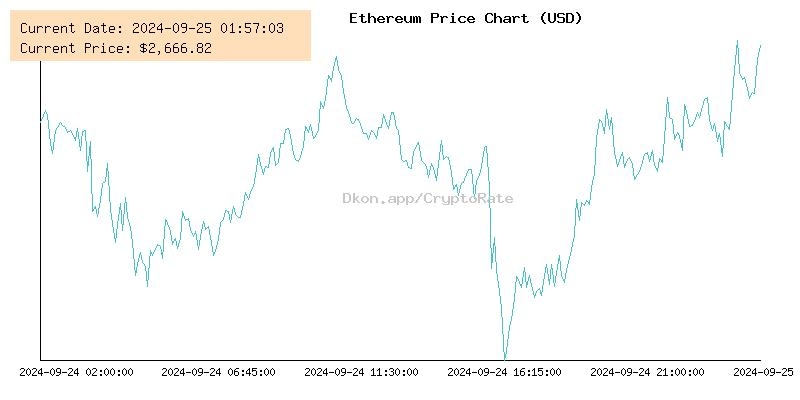 Ethereum Price Chart (USD)
Current Date: 2024-09-25 01:57:03
Current Price: $2,666.82
Dkon.app/CryptoRate
2024-09-24 02:00:00 2024-09-24 06:45:00 2024-09-24 11:30:00 2024-09-24 16:15:00 2024-09-24 21:00:00 2024-09-25